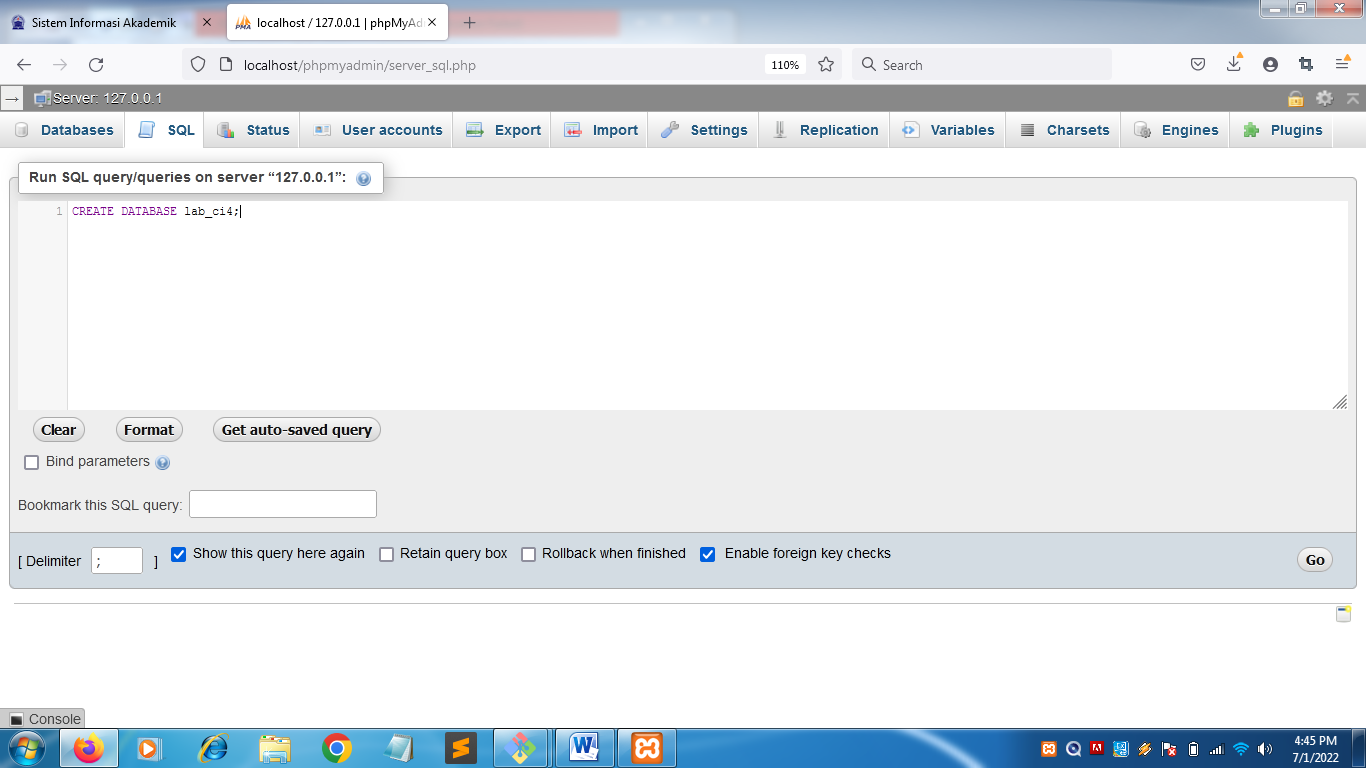 Sistem Informasi Akademik
localhost / 127.0.0.1 | phpMyAd
localhost/phpmyadmin/server_sql.php
110%
Search
Server: 127.0.0.1
Databases SQL Status User accounts Export Import Settings Replication Variables Charsets Engines Plugins
Run SQL query/queries on server “127.0.0.1”:
1 CREATE DATABASE lab_ci4;
Clear Format Get auto-saved query
Bind parameters
Bookmark this SQL query:
[ Delimiter ; ] Show this query here again Retain query box Rollback when finished Enable foreign key checks Go
Console
4:45 PM
7/1/2022